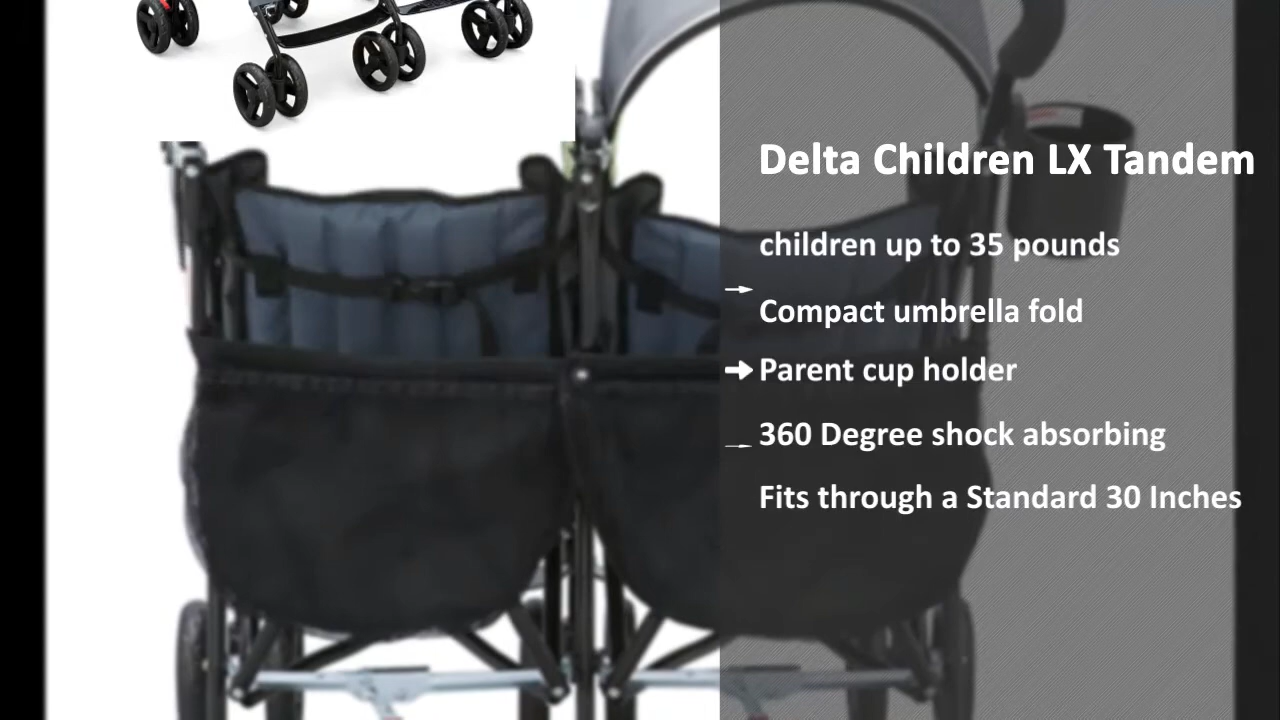 Delta Children LX Tandem
children up to 35 pounds
Compact umbrella fold
Parent cup holder
360 Degree shock absorbing
Fits through a Standard 30 Inches